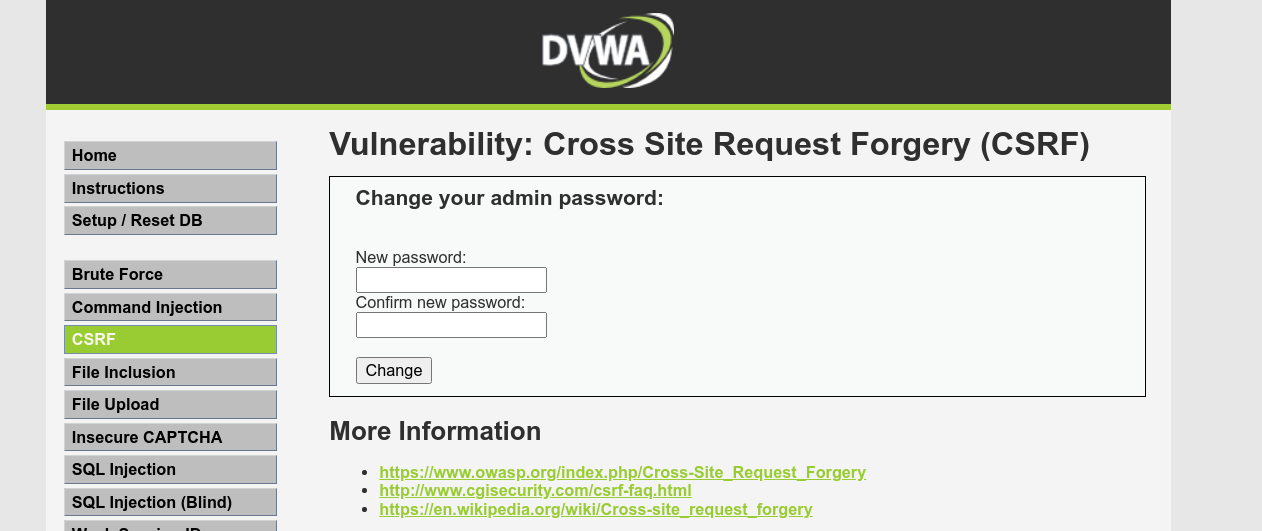 DVWA
Home
Instructions
Setup / Reset DB
Brute Force
Command Injection
CSRF
File Inclusion
File Upload
Insecure CAPTCHA
SQL Injection
SQL Injection (Blind)
Vulnerability: Cross Site Request Forgery (CSRF)
Change your admin password:
New password:
Confirm new password:
Change
More Information
https://www.owasp.org/index.php/Cross-Site_Request_Forgery
http://www.cgisecurity.com/csrf-faq.html
https://en.wikipedia.org/wiki/Cross-site_request_forgery